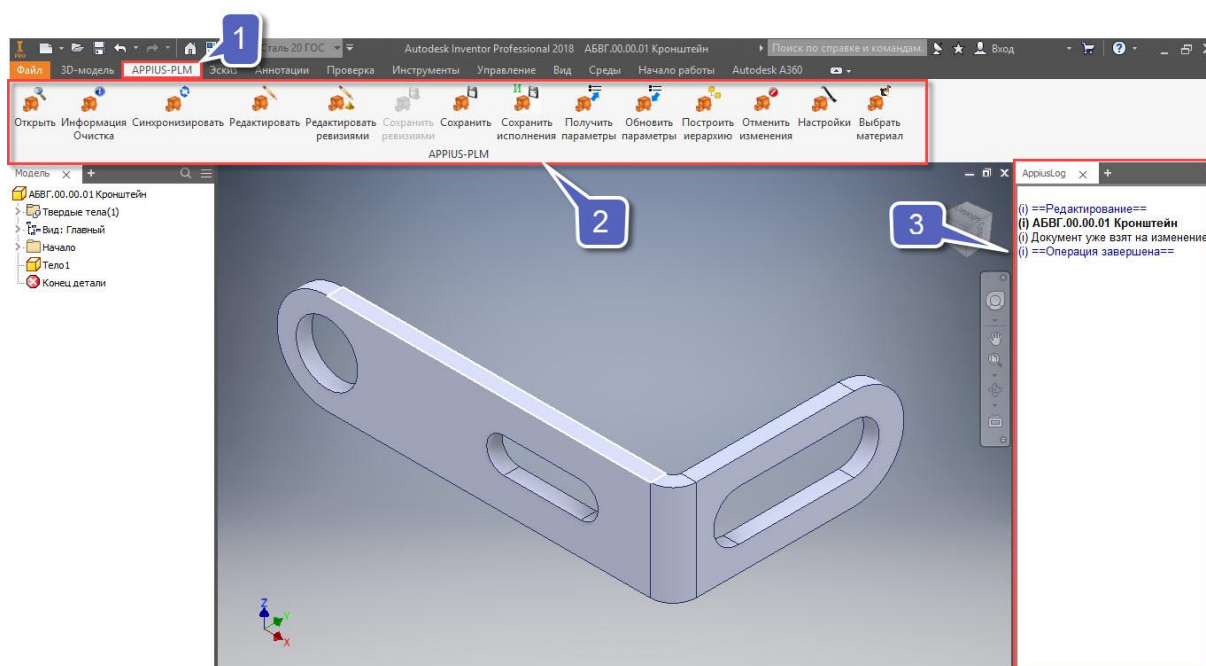 1
PRO
Сталь 20 ГОС
Autodesk Inventor Professional 2018 АБВГ.00.00.01 Кронштейн
Поиск по справке и командам.
Вход
Файл 3D-модель APPIUS-PLM Эскиз Аннотации Проверка Инструменты Управление Вид Среды Начало работы Autodesk A360
Открыть Информация Синхронизировать Редактировать Редактировать Сохранить Сохранить Сохранить Получить Обновить Построить Отменить Настройки Выбрать
Очистка ревизиями ревизиями исполнения параметры параметры иерархию изменения материал
APPIUS-PLM
2
3
Модель
АБВГ.00.00.01 Кронштейн
Твердые тела(1)
Вид: Главный
Начало
Тело1
Конец детали
AppiusLog
(i) ==Редактирование==
(i) АБВГ.00.00.01 Кронштейн
(i) Документ уже взят на изменение
(i) ==Операция завершена==
Z
Y
X